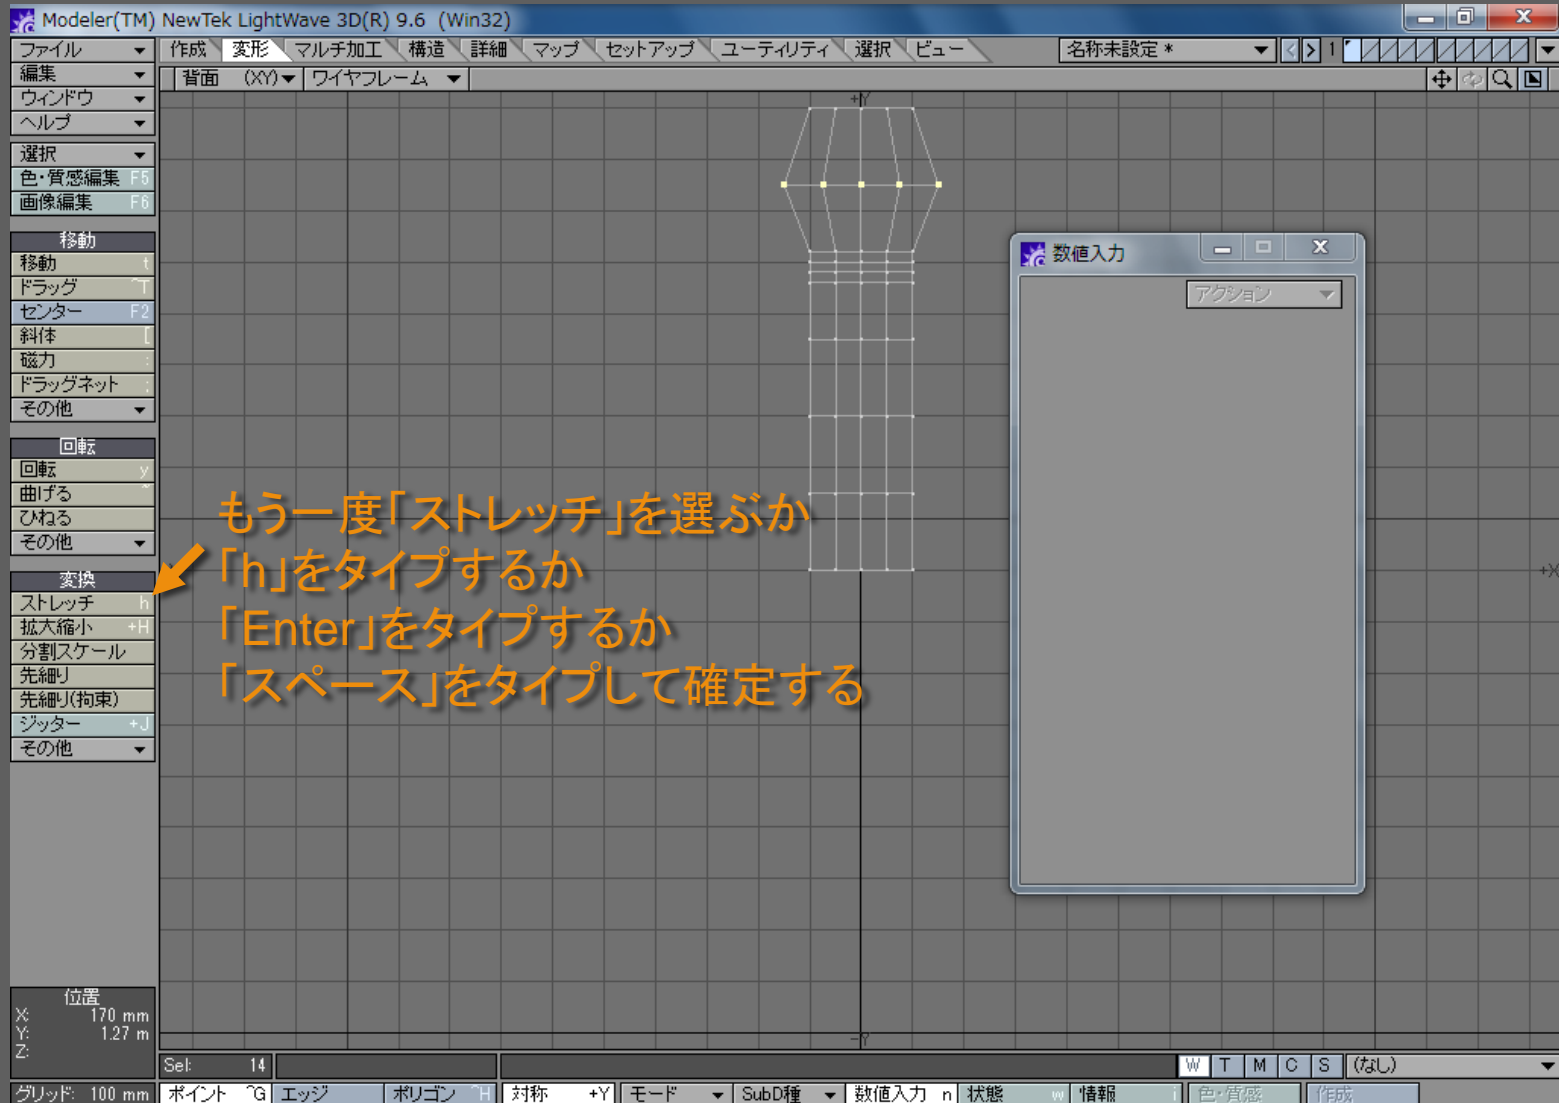 Modeler(TM) NewTek LightWave 3D(R) 9.6 (Win32)
ファイル
作成 変形 マルチ加工 構造 詳細 マップ セットアップ ユーティリティ 選択 ビュー 名称未設定 * 1
編集
背面 (XY) ワイヤフレーム
ウィンドウ
ヘルプ
選択
色・質感編集 F5
画像編集 F6
移動
移動 t
ドラッグ ^T
センター F2
斜体 [
磁力 :
ドラッグネット ;
その他
回転
回転 y
曲げる ~
ひねる
その他
変換
ストレッチ h
拡大縮小 +H
分割スケール
先細り
先細り(拘束)
ジッター +J
その他
+Y
+X
-Y
数値入力
アクション
もう一度「ストレッチ」を選ぶか
「h」をタイプするか
「Enter」をタイプするか
「スペース」をタイプして確定する
位置
X: 170 mm
Y: 1.27 m
Z:
Sel: 14
W T M C S (なし)
グリッド: 100 mm ポイント ^G エッジ ポリゴン ^H 対称 +Y モード SubD種 数値入力 n 状態 w 情報 i 色・質感 作成